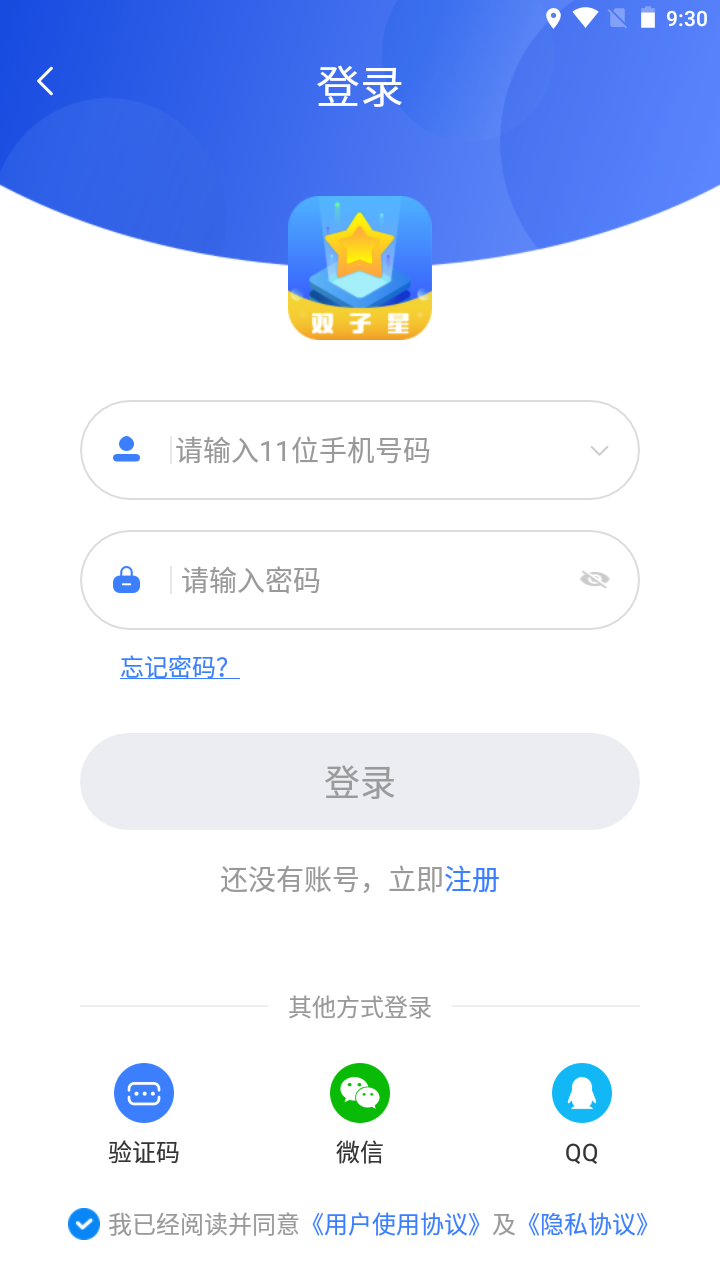 9:30
登录
双子星
请输入11位手机号码
请输入密码
忘记密码？
登录
还没有账号，立即注册
其他方式登录
验证码 微信 QQ
我已经阅读并同意《用户使用协议》及《隐私协议》